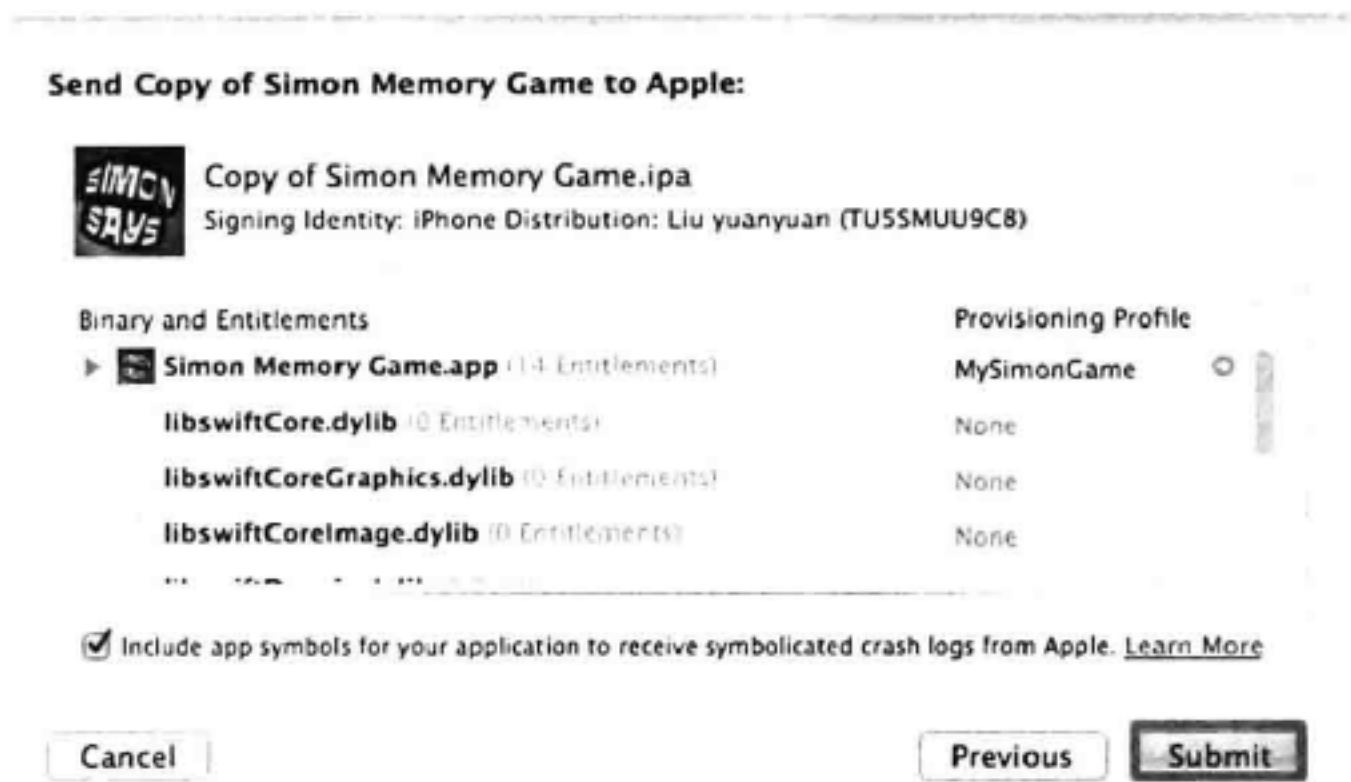 Send Copy of Simon Memory Game to Apple:
SIMON
SAYS
Copy of Simon Memory Game.ipa
Signing Identity: iPhone Distribution: Liu yuanyuan (TU5SMUU9C8)
Binary and Entitlements Provisioning Profile
Simon Memory Game.app (14 Entitlements) MySimonGame
libswiftCore.dylib (0 Entitlements) None
libswiftCoreGraphics.dylib (0 Entitlements) None
libswiftCoreImage.dylib (0 Entitlements) None
Include app symbols for your application to receive symbolicated crash logs from Apple. Learn More
Cancel Previous Submit